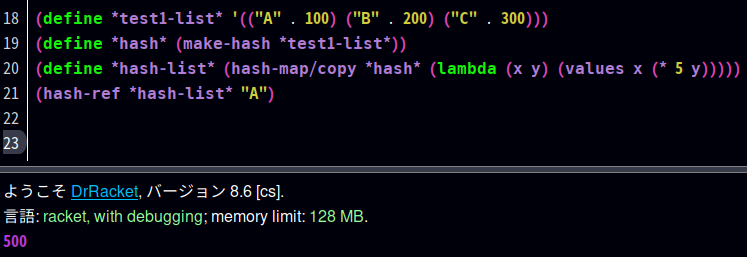 18 (define *test1-list* '(("A" . 100) ("B" . 200) ("C" . 300)))
19 (define *hash* (make-hash *test1-list*))
20 (define *hash-list* (hash-map/copy *hash* (lambda (x y) (values x (* 5 y)))))
21 (hash-ref *hash-list* "A")
22
23
ようこそ DrRacket, バージョン 8.6 [cs].
言語: racket, with debugging; memory limit: 128 MB.
500